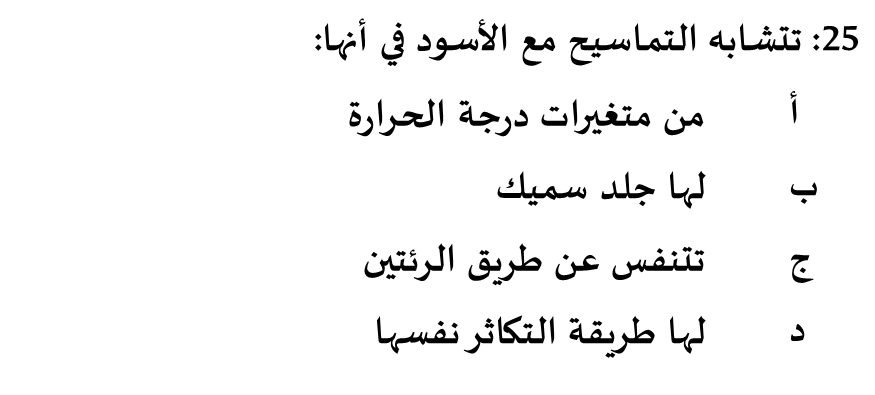 25: تتشابه التماسيح مع الأسود في أنها:
أ من متغيرات درجة الحرارة
ب لها جلد سميك
ج تتنفس عن طريق الرئتين
د لها طريقة التكاثر نفسها